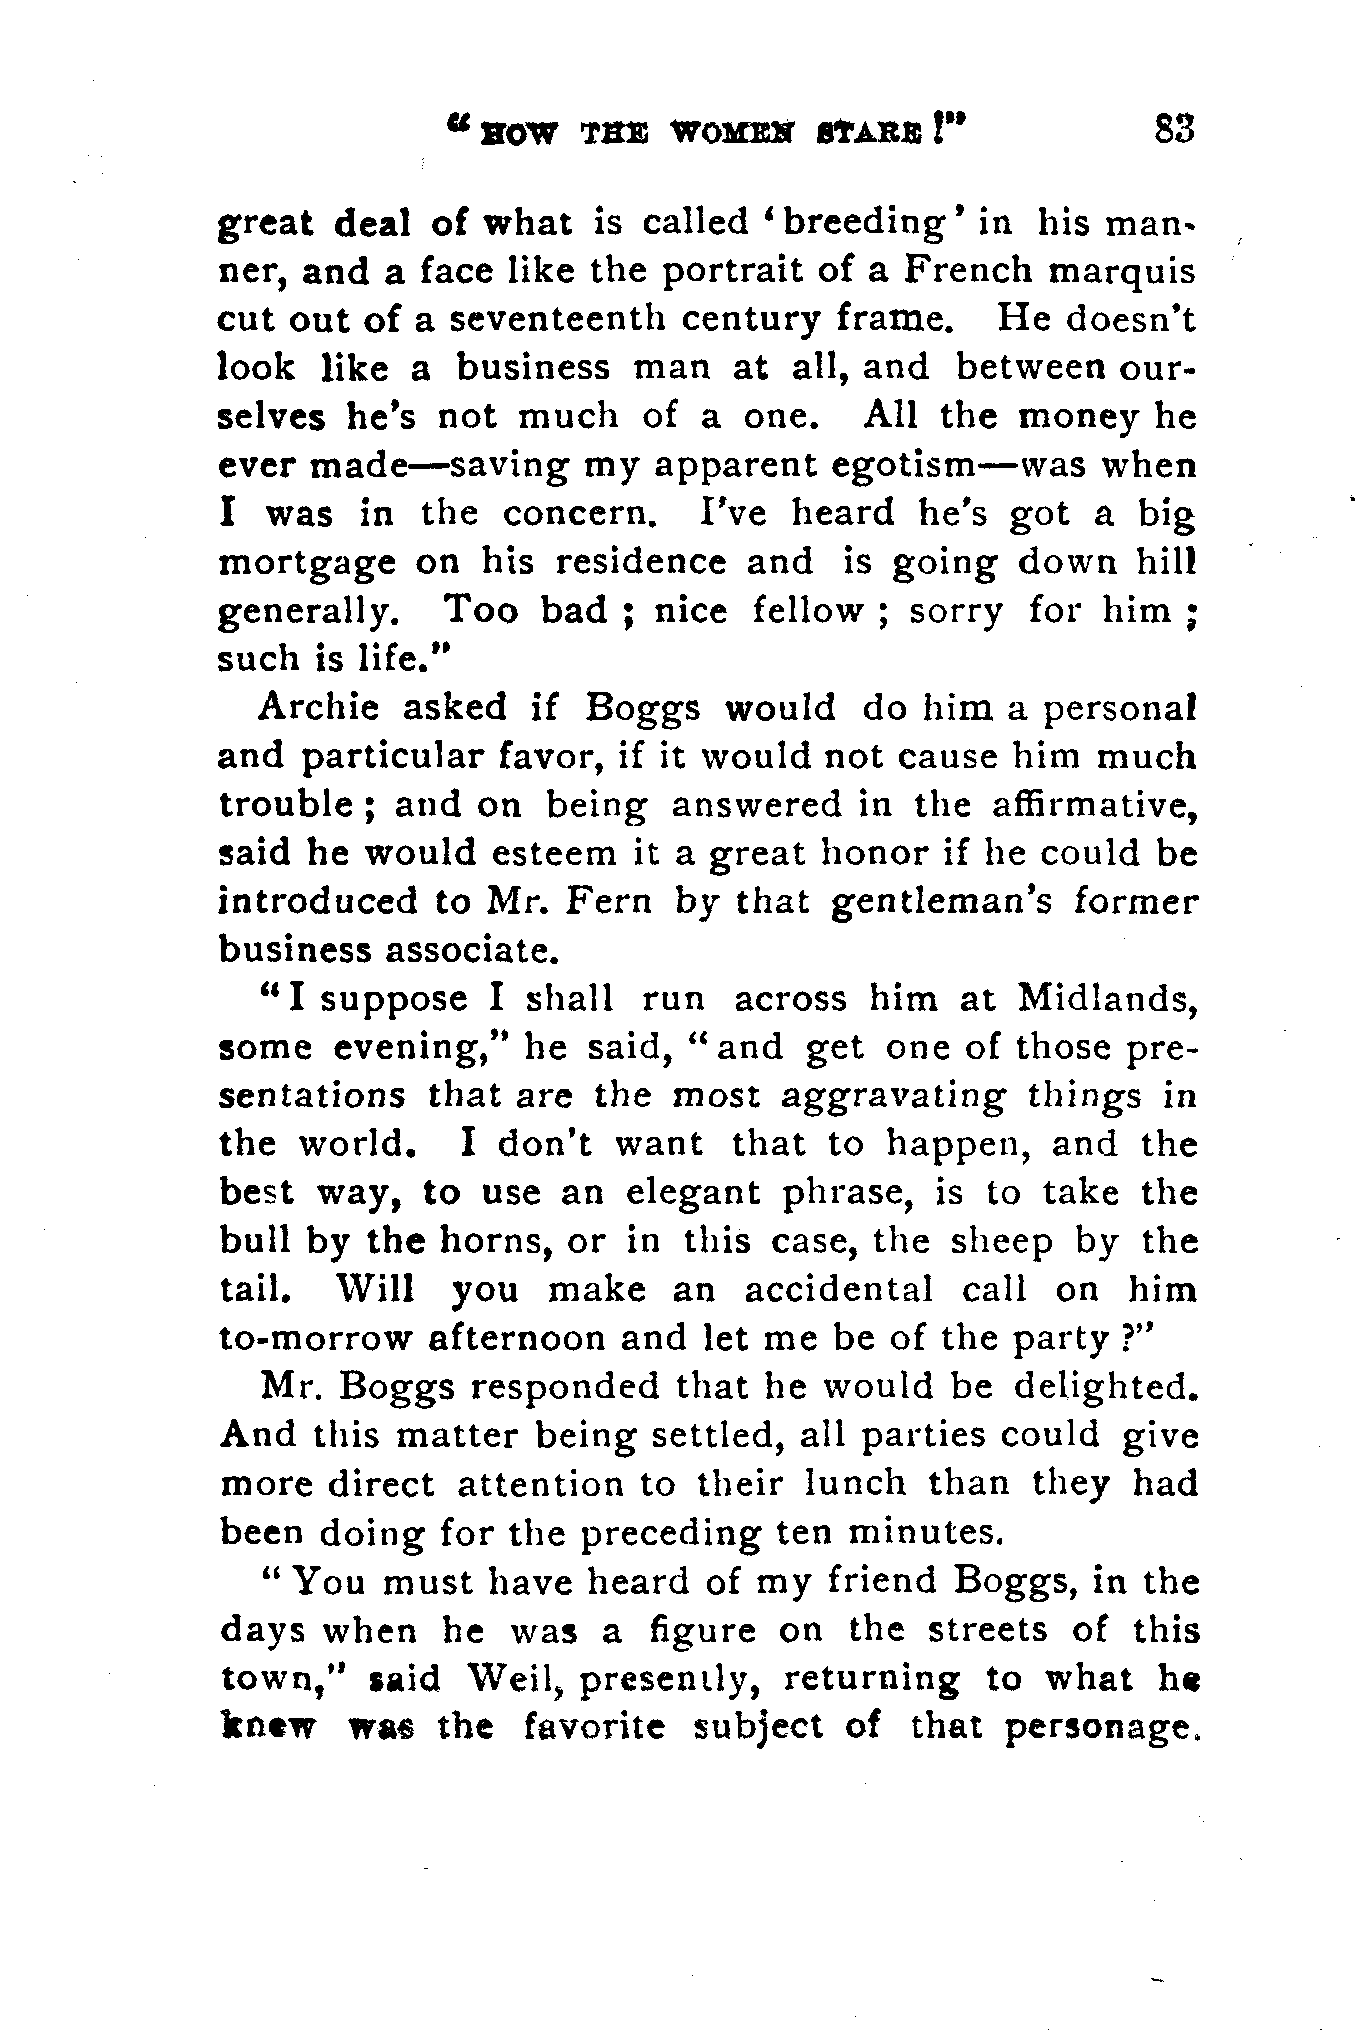 “HOW THE WOMEN STARE!” 83
great deal of what is called ‘breeding’ in his man-
ner, and a face like the portrait of a French marquis
cut out of a seventeenth century frame. He doesn’t
look like a business man at all, and between our-
selves he’s not much of a one. All the money he
ever made—saving my apparent egotism—was when
I was in the concern. I’ve heard he’s got a big
mortgage on his residence and is going down hill
generally. Too bad ; nice fellow ; sorry for him ;
such is life.”
Archie asked if Boggs would do him a personal
and particular favor, if it would not cause him much
trouble ; and on being answered in the affirmative,
said he would esteem it a great honor if he could be
introduced to Mr. Fern by that gentleman’s former
business associate.
“I suppose I shall run across him at Midlands,
some evening,” he said, “and get one of those pre-
sentations that are the most aggravating things in
the world. I don’t want that to happen, and the
best way, to use an elegant phrase, is to take the
bull by the horns, or in this case, the sheep by the
tail. Will you make an accidental call on him
to-morrow afternoon and let me be of the party ?”
Mr. Boggs responded that he would be delighted.
And this matter being settled, all parties could give
more direct attention to their lunch than they had
been doing for the preceding ten minutes.
“You must have heard of my friend Boggs, in the
days when he was a figure on the streets of this
town,” said Weil, presently, returning to what he
knew was the favorite subject of that personage.